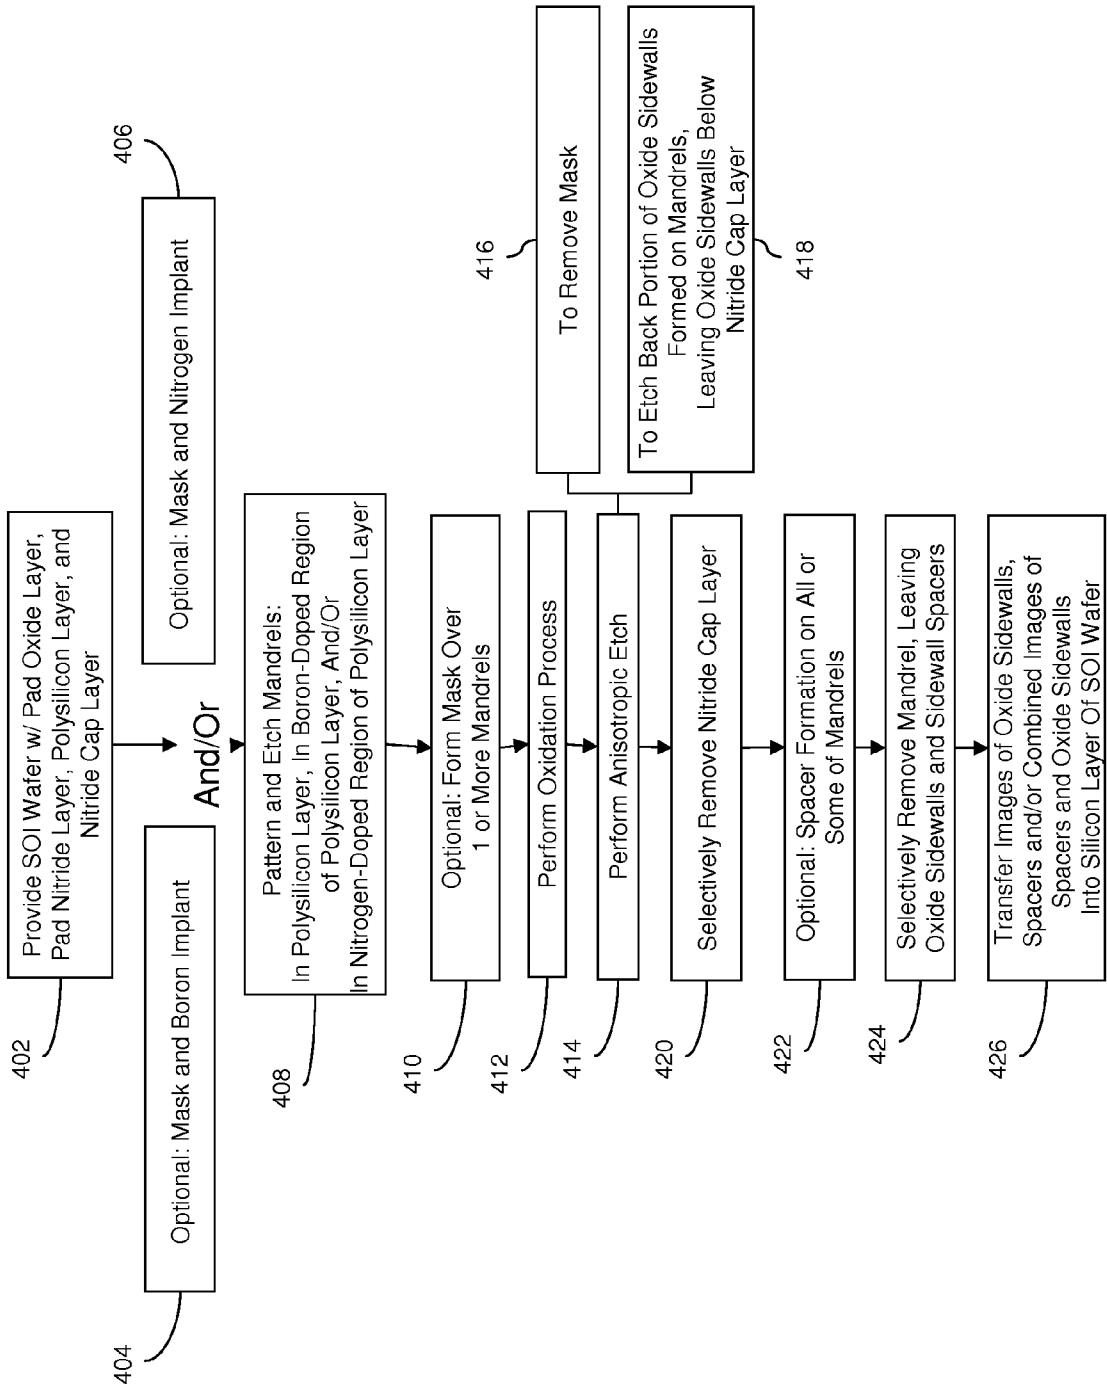 402
Provide SOI Wafer w/ Pad Oxide Layer,
Pad Nitride Layer, Polysilicon Layer, and
Nitride Cap Layer
404
Optional: Mask and Boron Implant
And/Or
Optional: Mask and Nitrogen Implant
406
408
Pattern and Etch Mandrels:
In Polysilicon Layer, In Boron-Doped Region
of Polysilicon Layer, And/Or
In Nitrogen-Doped Region of Polysilicon Layer
410
Optional: Form Mask Over
1 or More Mandrels
412
Perform Oxidation Process
414
Perform Anisotropic Etch
416
To Remove Mask
To Etch Back Portion of Oxide Sidewalls
Formed on Mandrels,
Leaving Oxide Sidewalls Below
Nitride Cap Layer
418
420
Selectively Remove Nitride Cap Layer
422
Optional: Spacer Formation on All or
Some of Mandrels
424
Selectively Remove Mandrel, Leaving
Oxide Sidewalls and Sidewall Spacers
426
Transfer Images of Oxide Sidewalls,
Spacers and/or Combined Images of
Spacers and Oxide Sidewalls
Into Silicon Layer Of SOI Wafer